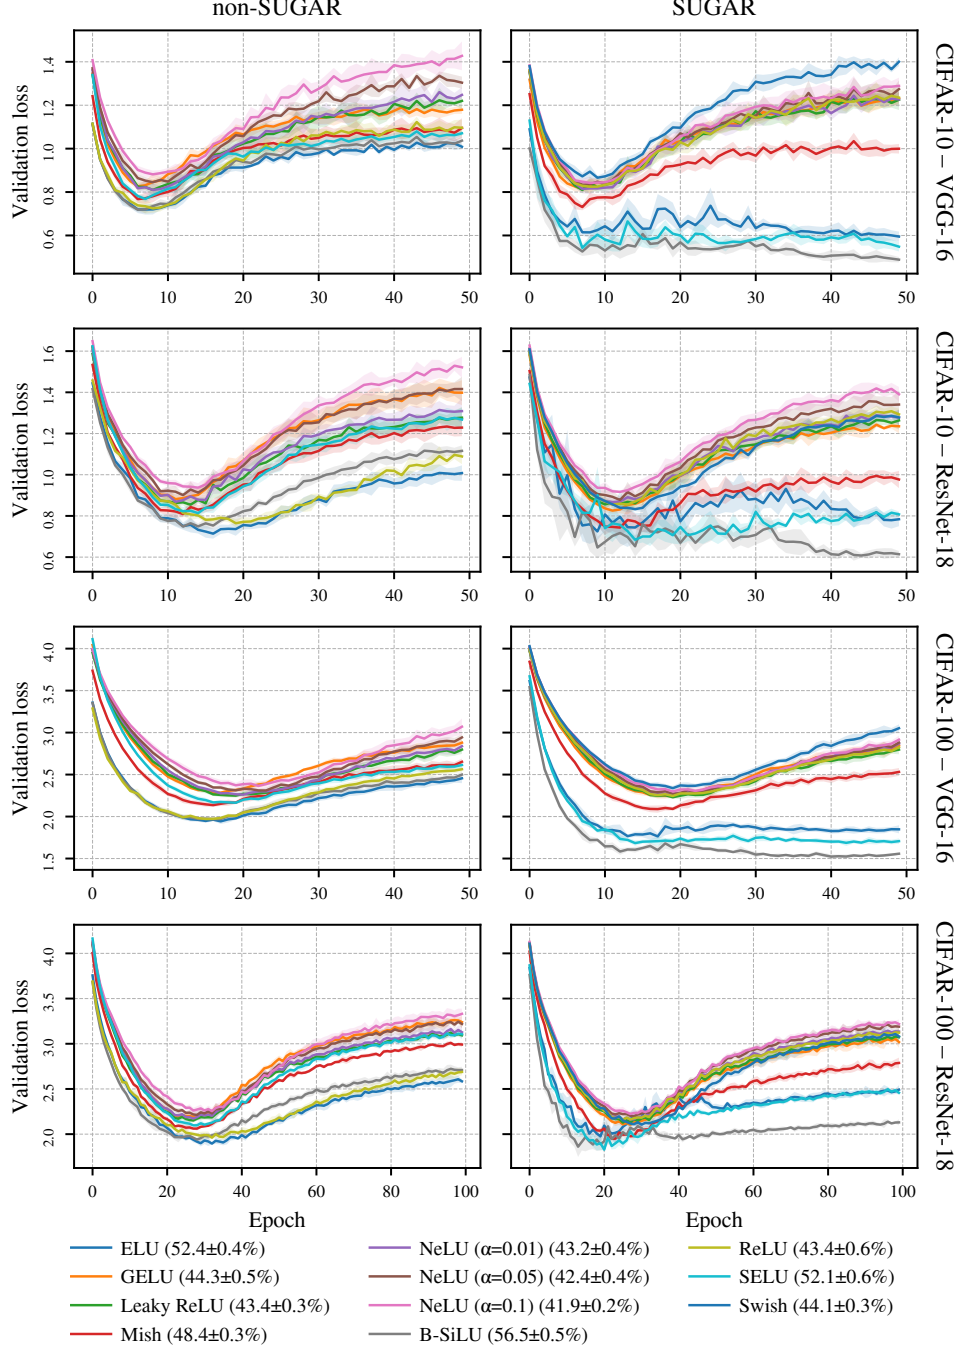 non-SUGAR SUGAR
Validation loss
1.4
1.2
1.0
0.8
0.6
0 10 20 30 40 50
0 10 20 30 40 50
CIFAR-10 – VGG-16
Validation loss
1.6
1.4
1.2
1.0
0.8
0.6
0 10 20 30 40 50
0 10 20 30 40 50
CIFAR-10 – ResNet-18
Validation loss
4.0
3.5
3.0
2.5
2.0
1.5
0 10 20 30 40 50
0 10 20 30 40 50
CIFAR-100 – VGG-16
Validation loss
4.0
3.5
3.0
2.5
2.0
0 20 40 60 80 100
0 20 40 60 80 100
CIFAR-100 – ResNet-18
Epoch Epoch
ELU (52.4±0.4%)
GELU (44.3±0.5%)
Leaky ReLU (43.4±0.3%)
Mish (48.4±0.3%)
NeLU (α=0.01) (43.2±0.4%)
NeLU (α=0.05) (42.4±0.4%)
NeLU (α=0.1) (41.9±0.2%)
B-SiLU (56.5±0.5%)
ReLU (43.4±0.6%)
SELU (52.1±0.6%)
Swish (44.1±0.3%)